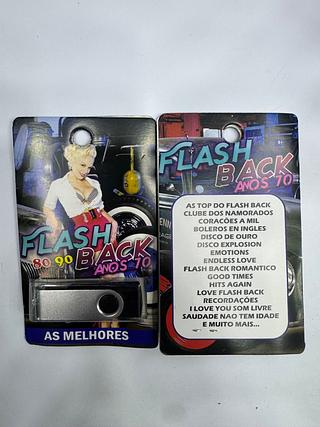 FLASH
80 90 BACK
ANOS 70
AS MELHORES
FLASH
BACK
ANOS 70
AS TOP DO FLASH BACK
CLUBE DOS NAMORADOS
CORAÇÕES A MIL
BOLEROS EN INGLES
DISCO DE OURO
DISCO EXPLOSION
EMOTIONS
ENDLESS LOVE
FLASH BACK ROMANTICO
GOOD TIMES
HITS AGAIN
LOVE FLASH BACK
RECORDAÇÕES
I LOVE YOU SOM LIVRE
SAUDADE NAO TEM IDADE
E MUITO MAIS...